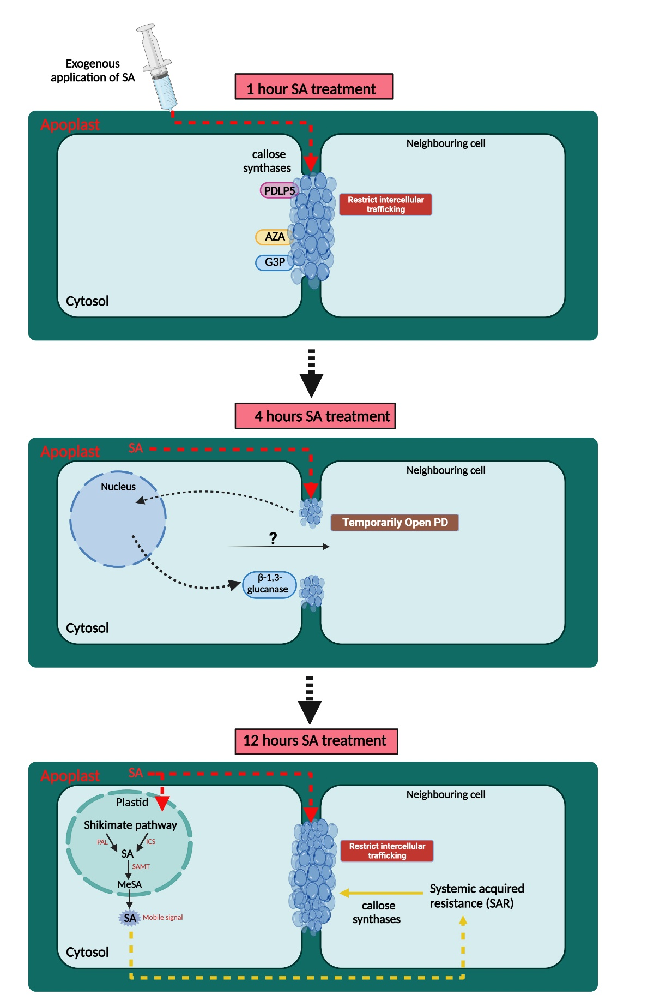 Exogenous
application of SA
1 hour SA treatment
Apoplast
Neighbouring cell
callose
synthases
PDLP5
Restrict intercellular
trafficking
AZA
G3P
Cytosol
4 hours SA treatment
Apoplast
SA
Neighbouring cell
Nucleus
Temporarily Open PD
?
β-1,3-
glucanase
Cytosol
12 hours SA treatment
Apoplast
SA
Neighbouring cell
Plastid
Shikimate pathway
PAL
ICS
SA
SAMT
MeSA
SA
Mobile signal
Restrict intercellular
trafficking
Systemic acquired
resistance (SAR)
callose
synthases
Cytosol